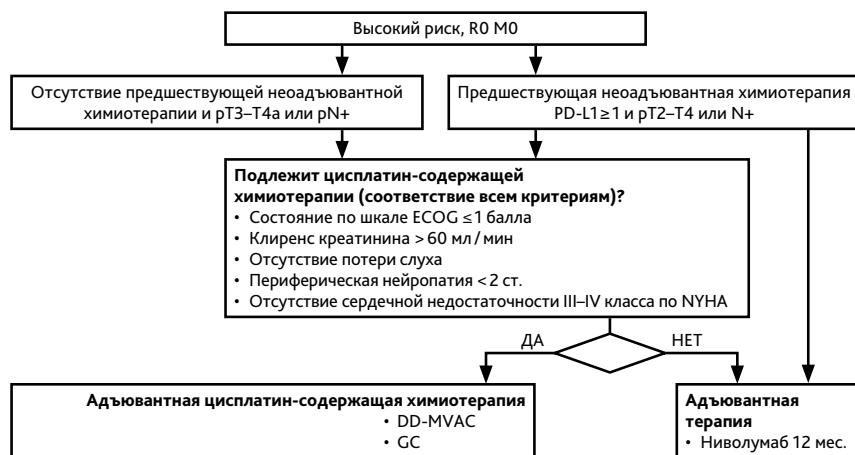 Высокий риск, R0 M0
Отсутствие предшествующей неоадъювантной
химиотерапии и pT3–T4a или pN+
Предшествующая неоадъювантная химиотерапия
PD-L1 ≥ 1 и pT2–T4 или N+
Подлежит цисплатин-содержащей
химиотерапии (соответствие всем критериям)?
• Состояние по шкале ECOG ≤ 1 балла
• Клиренс креатинина > 60 мл / мин
• Отсутствие потери слуха
• Периферическая нейропатия < 2 ст.
• Отсутствие сердечной недостаточности III–IV класса по NYHA
ДА
НЕТ
Адъювантная цисплатин-содержащая химиотерапия
• DD-MVAC
• GC
Адъювантная
терапия
• Ниволумаб 12 мес.